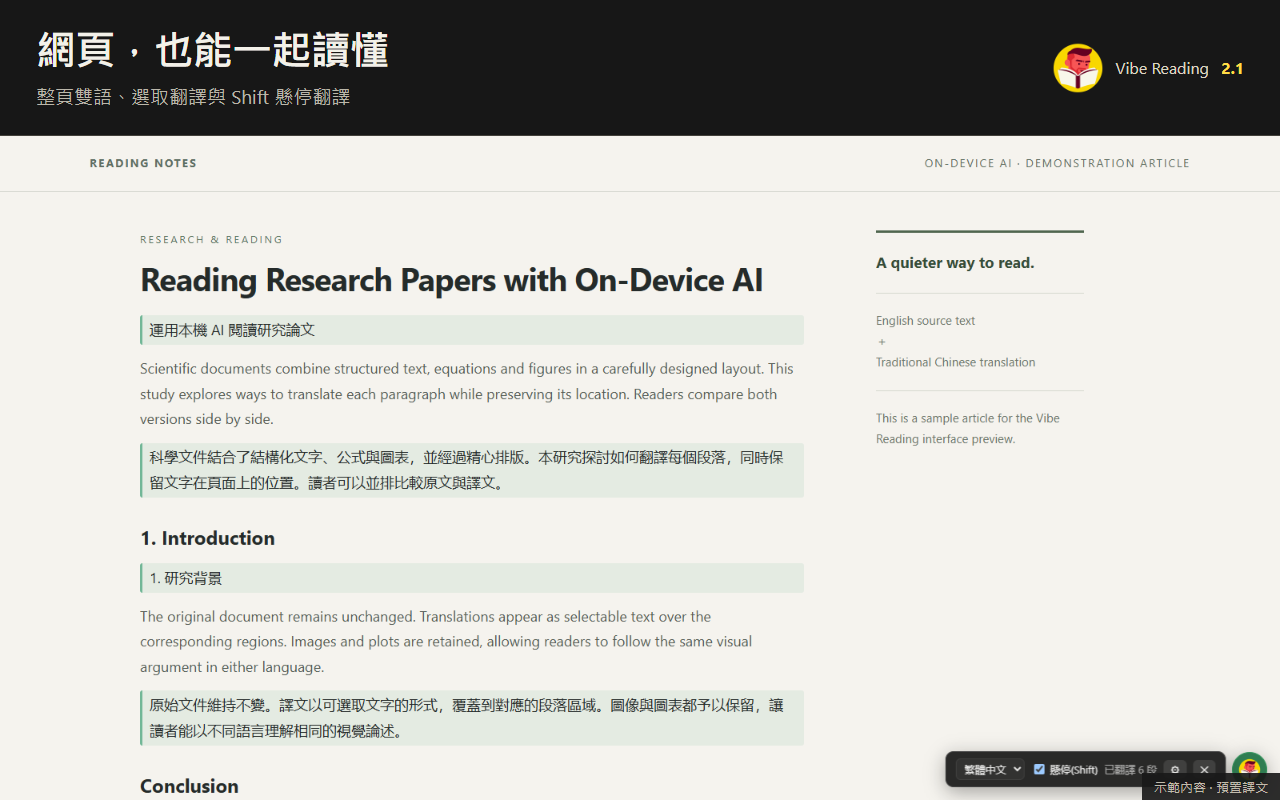 網頁，也能一起讀懂
整頁雙語、選取翻譯與 Shift 懸停翻譯
Vibe Reading 2.1
READING NOTES
ON-DEVICE AI · DEMONSTRATION ARTICLE
RESEARCH & READING
Reading Research Papers with On-Device AI
運用本機 AI 閱讀研究論文
Scientific documents combine structured text, equations and figures in a carefully designed layout. This
study explores ways to translate each paragraph while preserving its location. Readers compare both
versions side by side.
科學文件結合了結構化文字、公式與圖表，並經過精心排版。本研究探討如何翻譯每個段落，同時保
留文字在頁面上的位置。讀者可以並排比較原文與譯文。
1. Introduction
1. 研究背景
The original document remains unchanged. Translations appear as selectable text over the
corresponding regions. Images and plots are retained, allowing readers to follow the same visual
argument in either language.
原始文件維持不變。譯文以可選取文字的形式，覆蓋到對應的段落區域。圖像與圖表都予以保留，讓
讀者能以不同語言理解相同的視覺論述。
Conclusion
A quieter way to read.
English source text
+
Traditional Chinese translation
This is a sample article for the Vibe
Reading interface preview.
繁體中文 懸停(Shift) 已翻譯 6 段
示範內容 · 預置譯文